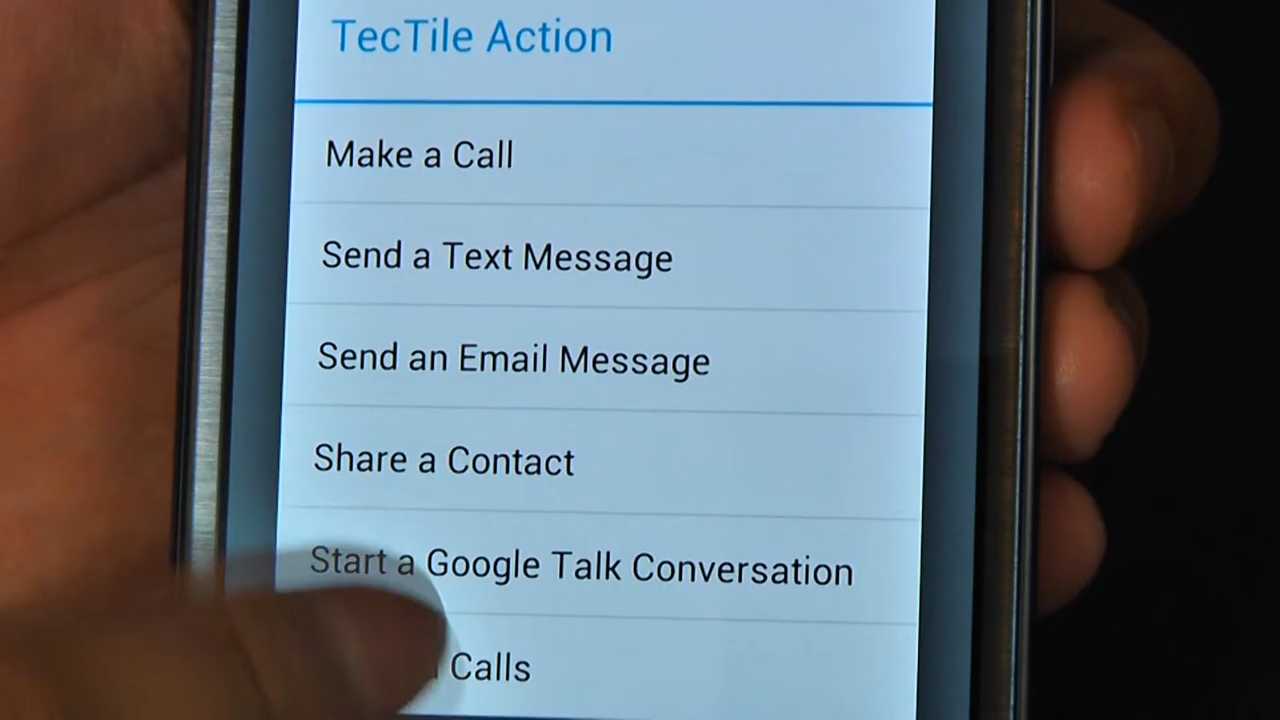 TecTile Action
Make a Call
Send a Text Message
Send an Email Message
Share a Contact
Start a Google Talk Conversation
Calls